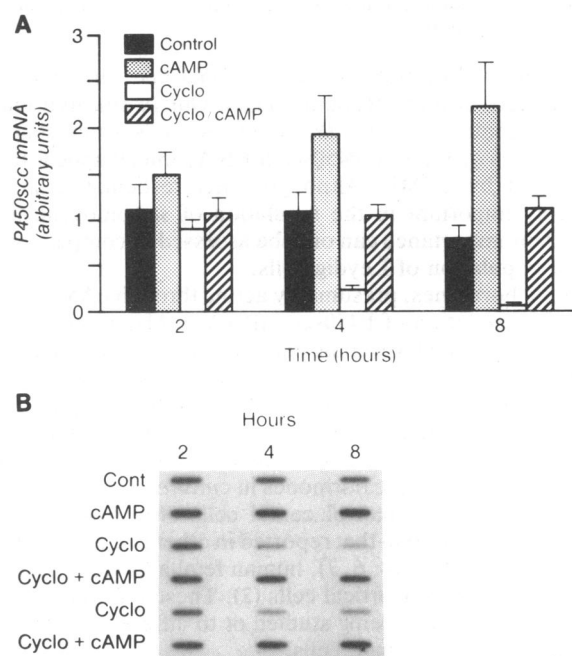 A
P450scc mRNA
(arbitrary units)
3
2
1
0
Control
cAMP
Cyclo
Cyclo cAMP
2 4 8
Time (hours)
B
Hours
2 4 8
Cont
cAMP
Cyclo
Cyclo + cAMP
Cyclo
Cyclo + cAMP